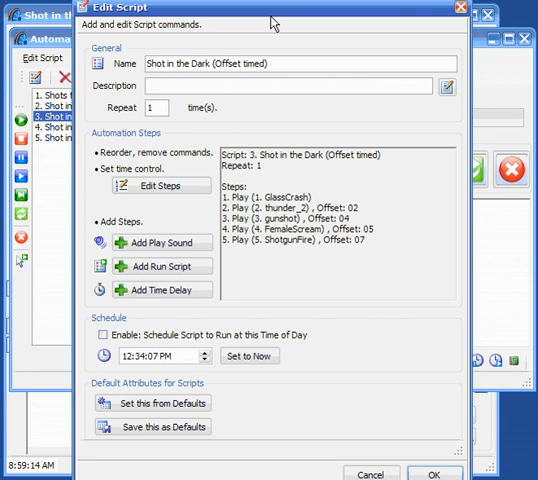 Shot in th
Automa
Edit Script
1. Shots f
2. Shot in
3. Shot in
4. Shot in
5. Shot in
8:59:14 AM
Edit Script
Add and edit Script commands.
General
Name Shot in the Dark (Offset timed)
Description
Repeat 1 time(s).
Automation Steps
• Reorder, remove commands.
• Set time control.
Edit Steps
• Add Steps.
Add Play Sound
Add Run Script
Add Time Delay
Script: 3. Shot in the Dark (Offset timed)
Repeat: 1
Steps:
1. Play (1. GlassCrash)
2. Play (2. thunder_2) , Offset: 02
3. Play (3. gunshot) , Offset: 04
4. Play (4. FemaleScream) , Offset: 05
5. Play (5. ShotgunFire) , Offset: 07
Schedule
Enable: Schedule Script to Run at this Time of Day
12:34:07 PM Set to Now
Default Attributes for Scripts
Set this from Defaults
Save this as Defaults
Cancel OK